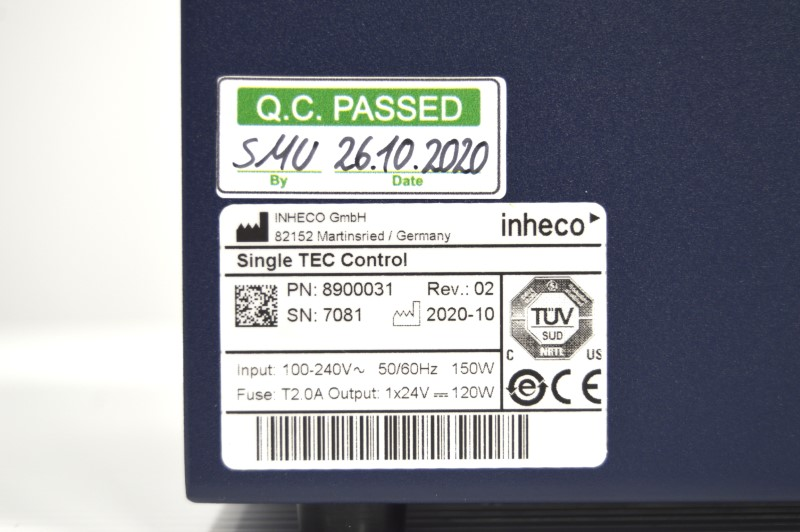 Q.C. PASSED
SMU 26.10.2020
By Date
INHECO GmbH
82152 Martinsried / Germany
inheco
Single TEC Control
PN: 8900031 Rev.: 02
SN: 7081 2020-10
TÜV
SUD
NRTL
C US
Input: 100-240V~ 50/60Hz 150W
Fuse: T2.0A Output: 1x24V ⎓ 120W
e CE